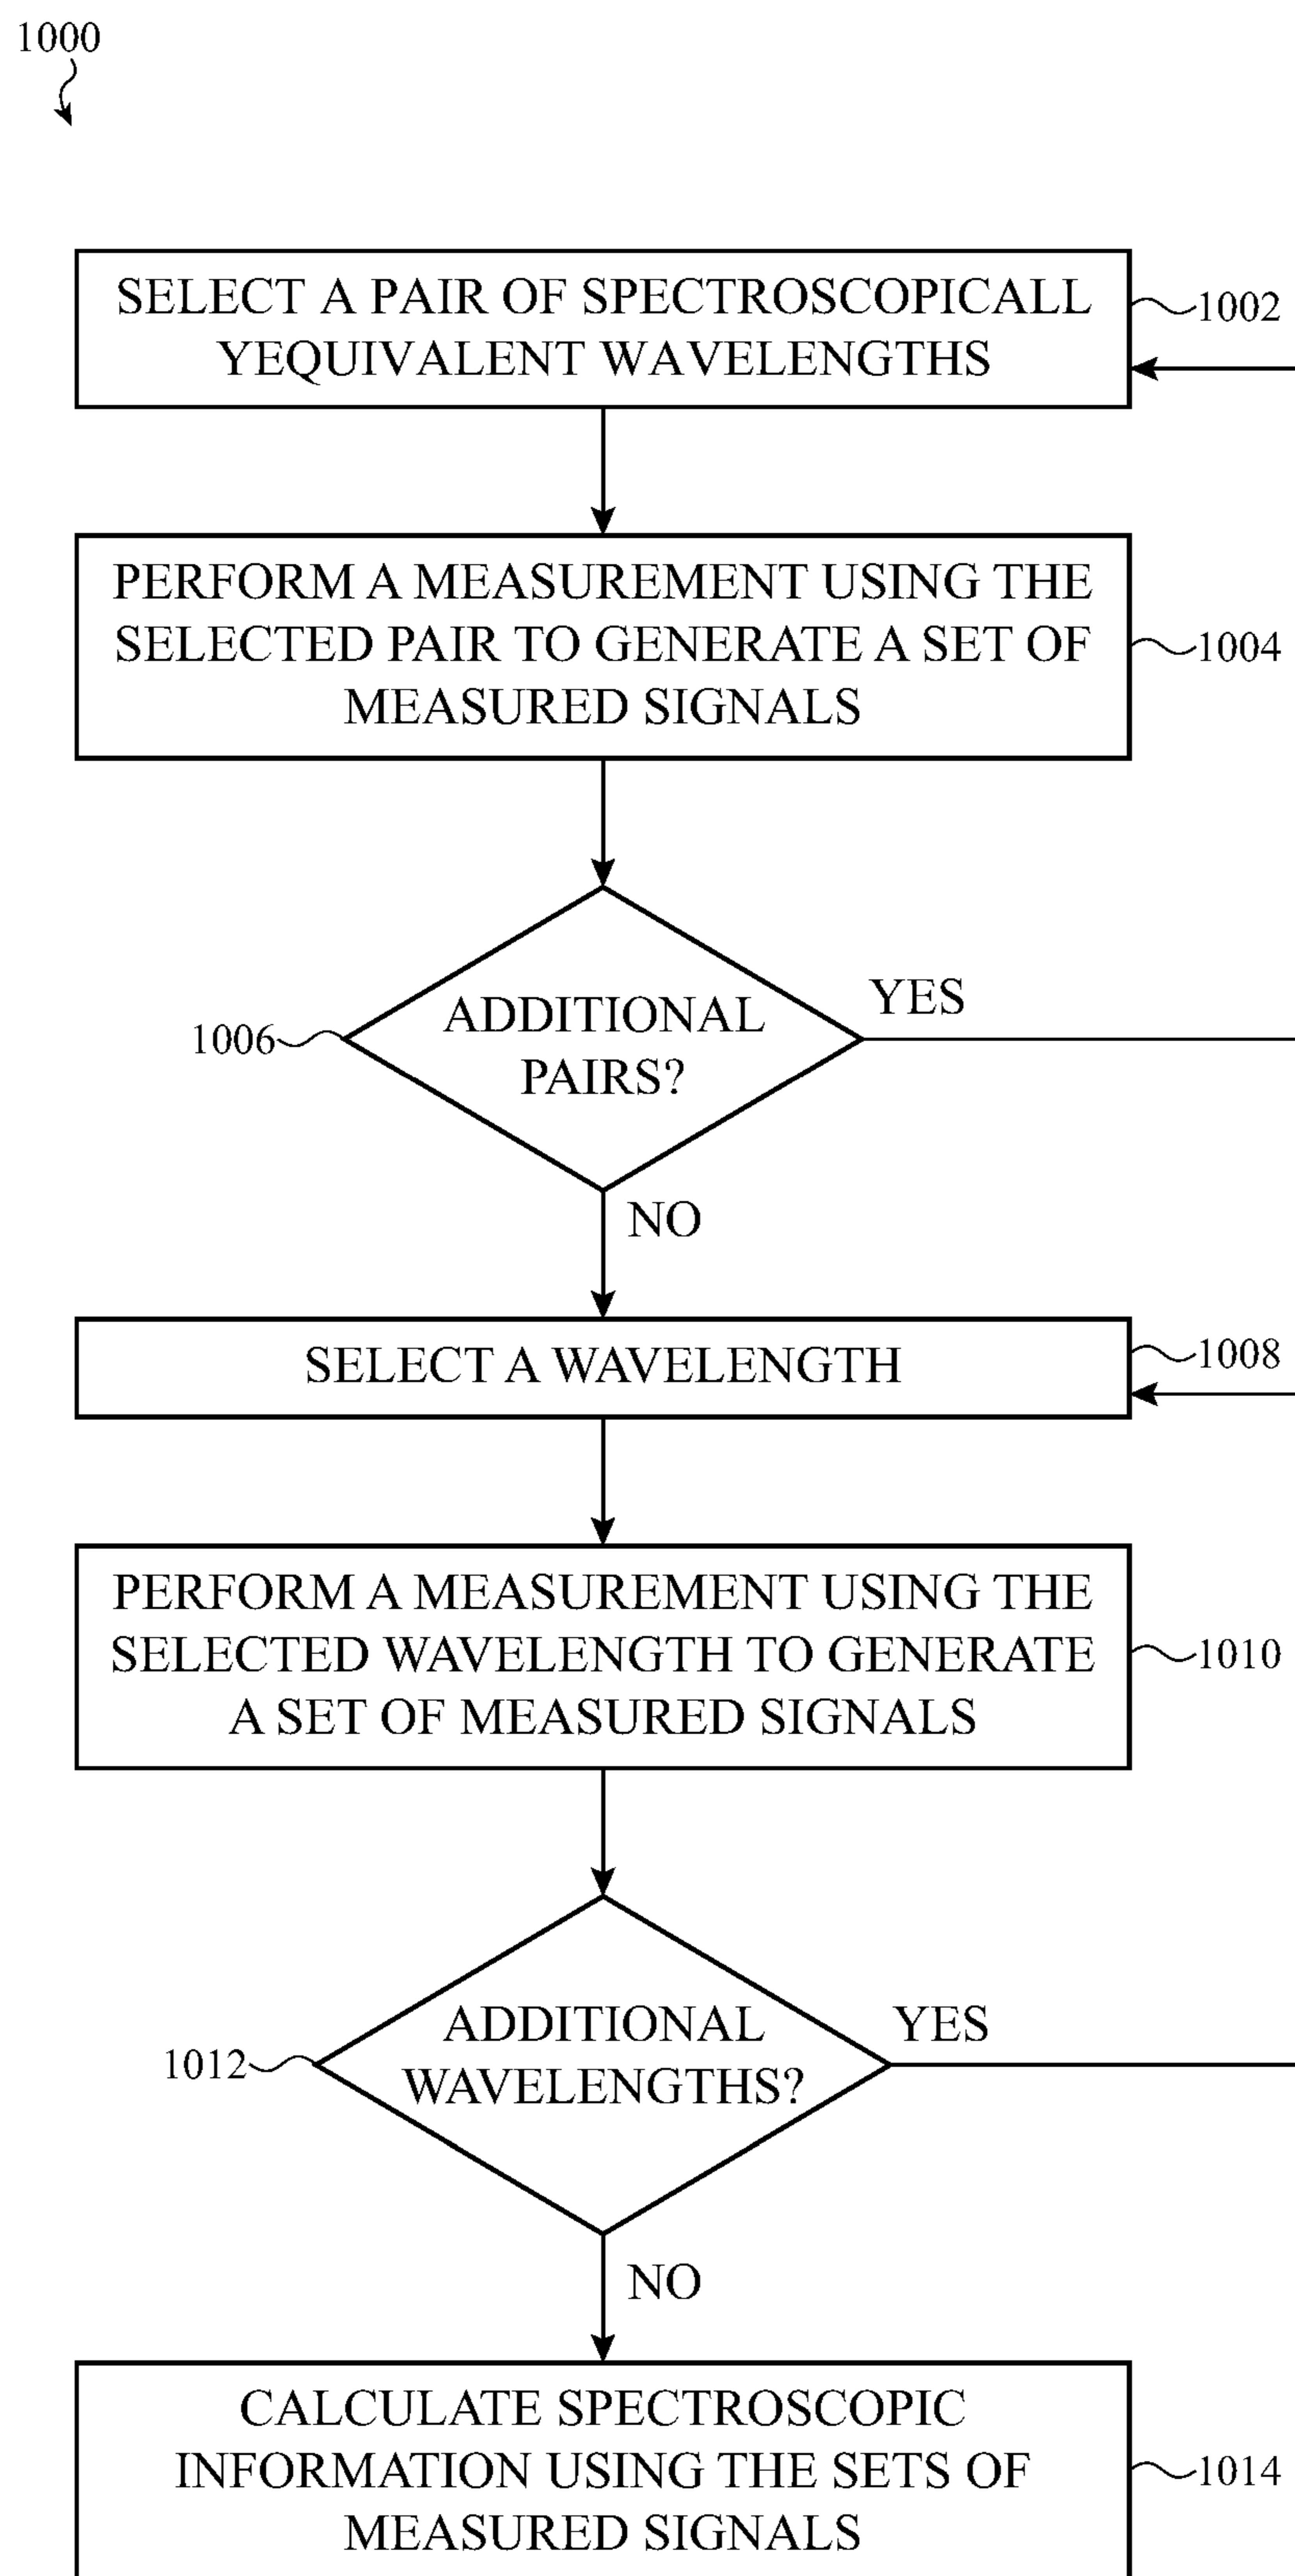 1000
SELECT A PAIR OF SPECTROSCOPICALL
YEQUIVALENT WAVELENGTHS
1002
PERFORM A MEASUREMENT USING THE
SELECTED PAIR TO GENERATE A SET OF
MEASURED SIGNALS
1004
ADDITIONAL
PAIRS?
1006
YES
NO
SELECT A WAVELENGTH
1008
PERFORM A MEASUREMENT USING THE
SELECTED WAVELENGTH TO GENERATE
A SET OF MEASURED SIGNALS
1010
ADDITIONAL
WAVELENGTHS?
1012
YES
NO
CALCULATE SPECTROSCOPIC
INFORMATION USING THE SETS OF
MEASURED SIGNALS
1014